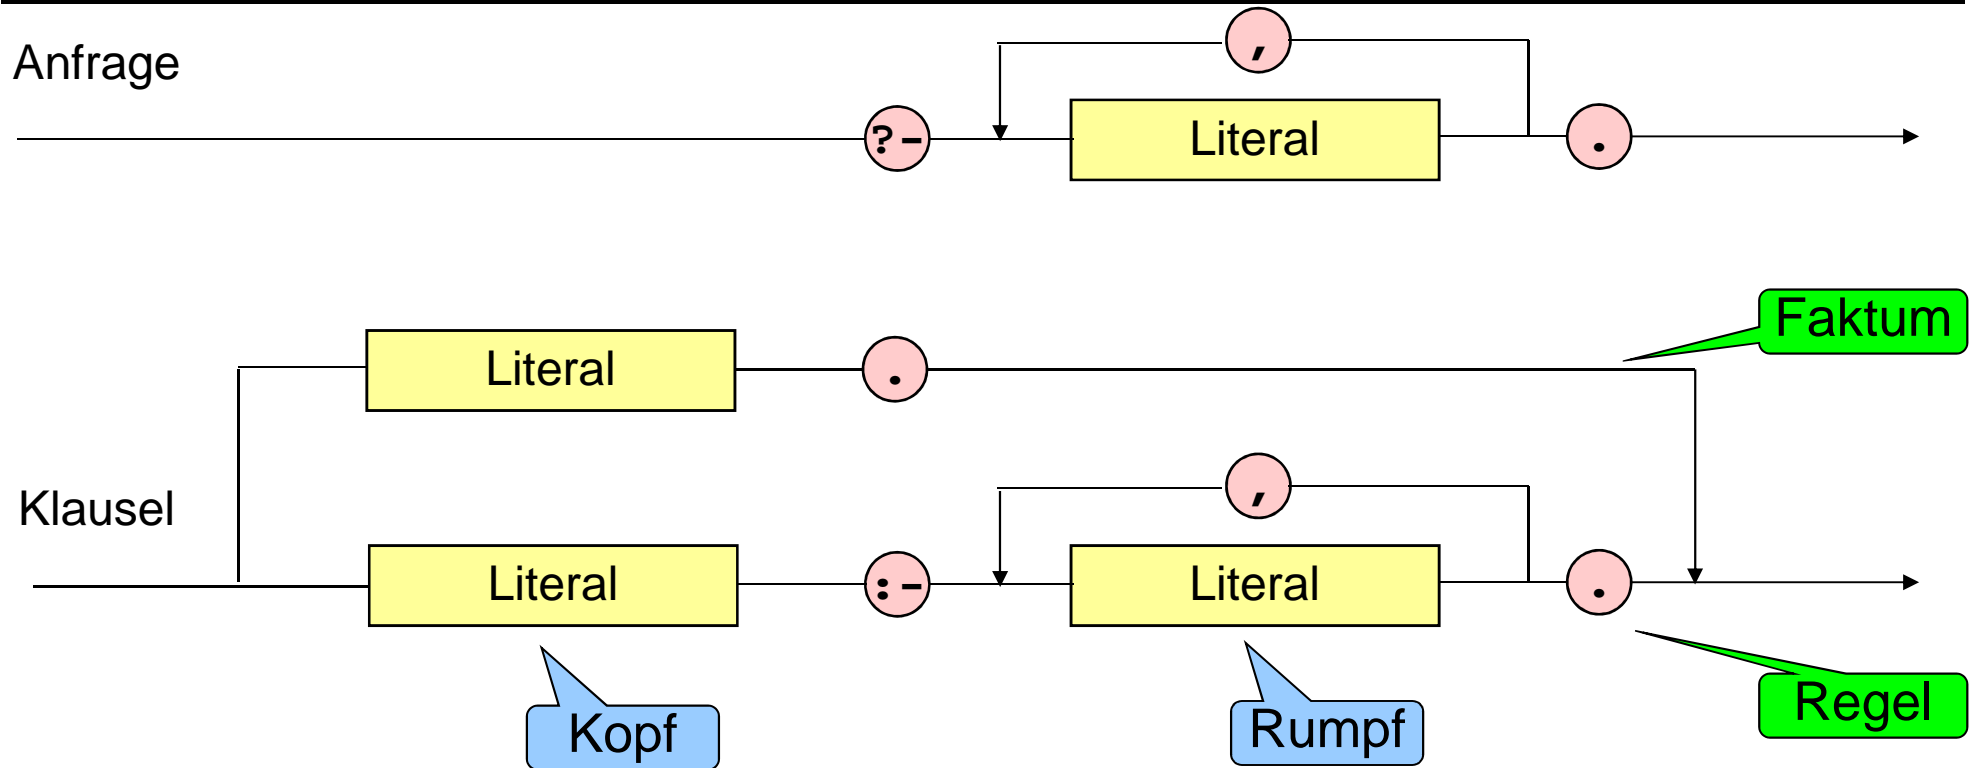 Anfrage
,
?-
Literal
.
Faktum
Literal
.
Klausel
,
Literal
:-
Literal
.
Kopf
Rumpf
Regel